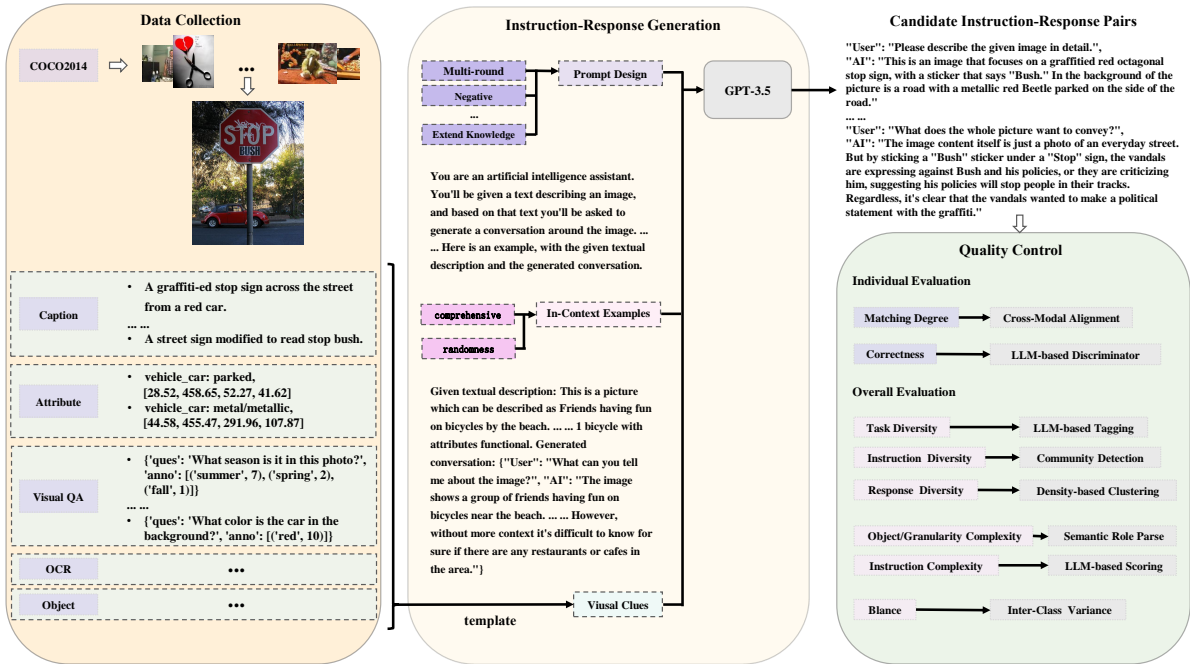 Data Collection
COCO2014
...
STOP
BUSH
Caption
• A graffiti-ed stop sign across the street
from a red car.
... ...
• A street sign modified to read stop bush.
Attribute
• vehicle_car: parked,
[28.52, 458.65, 52.27, 41.62]
• vehicle_car: metal/metallic,
[44.58, 455.47, 291.96, 107.87]
Visual QA
• {'ques': 'What season is it in this photo?',
'anno': [('summer', 7), ('spring', 2),
('fall', 1)]}
... ...
• {'ques': 'What color is the car in the
background?', 'anno': [('red', 10)]}
OCR
...
Object
...
template
Instruction-Response Generation
Multi-round
Negative
...
Extend Knowledge
Prompt Design
GPT-3.5
You are an artificial intelligence assistant.
You'll be given a text describing an image,
and based on that text you'll be asked to
generate a conversation around the image. ...
... Here is an example, with the given textual
description and the generated conversation.
comprehensive
randomness
In-Context Examples
Given textual description: This is a picture
which can be described as Friends having fun
on bicycles by the beach. ... ... 1 bicycle with
attributes functional. Generated
conversation: {"User": "What can you tell
me about the image?", "AI": "The image
shows a group of friends having fun on
bicycles near the beach. ... ... However,
without more context it's difficult to know for
sure if there are any restaurants or cafes in
the area."}
Viusal Clues
Candidate Instruction-Response Pairs
"User": "Please describe the given image in detail.",
"AI": "This is an image that focuses on a graffitied red octagonal
stop sign, with a sticker that says "Bush." In the background of the
picture is a road with a metallic red Beetle parked on the side of the
road."
... ...
"User": "What does the whole picture want to convey?",
"AI": "The image content itself is just a photo of an everyday street.
But by sticking a "Bush" sticker under a "Stop" sign, the vandals
are expressing against Bush and his policies, or they are criticizing
him, suggesting his policies will stop people in their tracks.
Regardless, it's clear that the vandals wanted to make a political
statement with the graffiti."
Quality Control
Individual Evaluation
Matching Degree
Cross-Modal Alignment
Correctness
LLM-based Discriminator
Overall Evaluation
Task Diversity
LLM-based Tagging
Instruction Diversity
Community Detection
Response Diversity
Density-based Clustering
Object/Granularity Complexity
Semantic Role Parse
Instruction Complexity
LLM-based Scoring
Blance
Inter-Class Variance